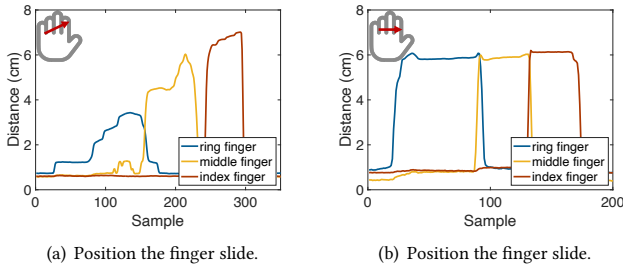 8
6
4
2
0
Distance (cm)
ring finger
middle finger
index finger
0 100 200 300
Sample
(a) Position the finger slide.
8
6
4
2
0
Distance (cm)
ring finger
middle finger
index finger
0 100 200
Sample
(b) Position the finger slide.